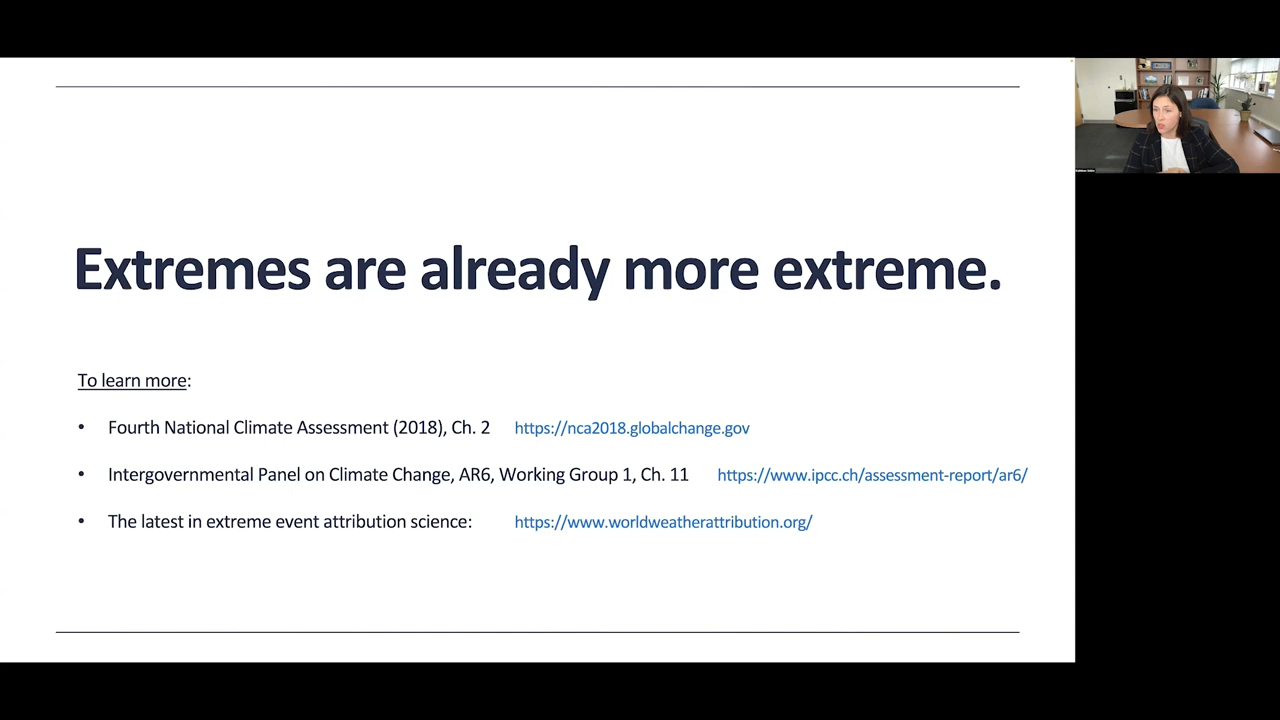 Extremes are already more extreme.
To learn more:
• Fourth National Climate Assessment (2018), Ch. 2 https://nca2018.globalchange.gov
• Intergovernmental Panel on Climate Change, AR6, Working Group 1, Ch. 11 https://www.ipcc.ch/assessment-report/ar6/
• The latest in extreme event attribution science: https://www.worldweatherattribution.org/